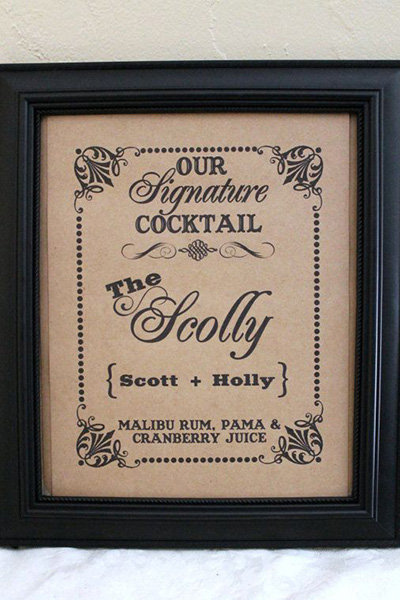 OUR
Signature
COCKTAIL
The
Scolly
{Scott + Holly}
MALIBU RUM, PAMA &
CRANBERRY JUICE